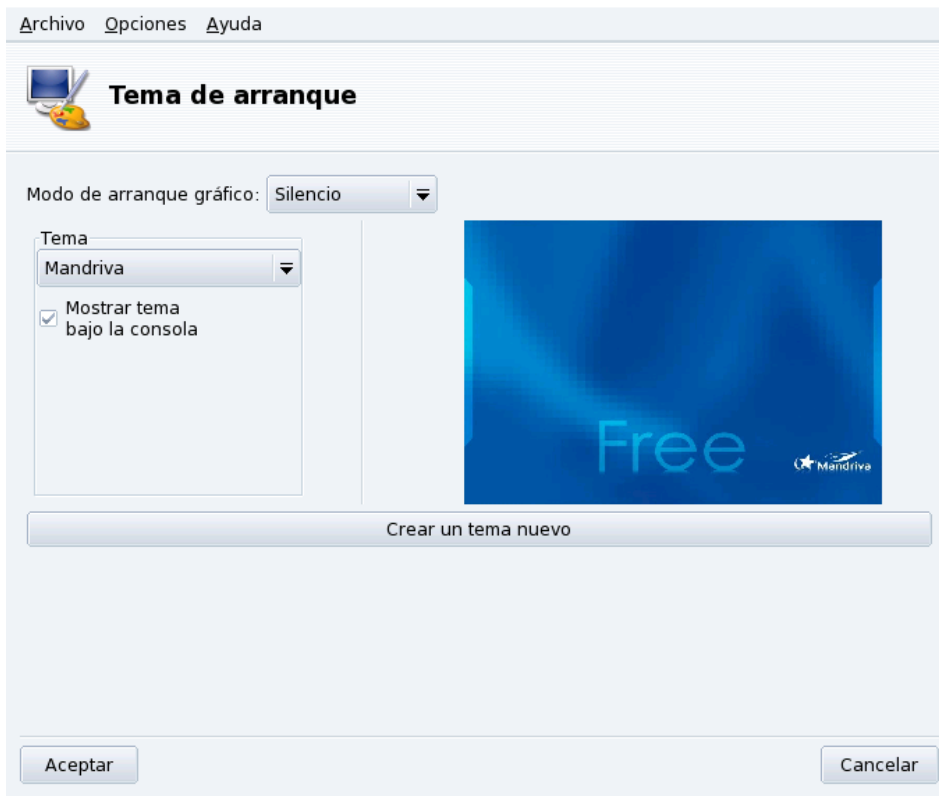 Archivo Opciones Ayuda
Tema de arranque
Modo de arranque gráfico: Silencio
Tema
Mandriva
Mostrar tema
bajo la consola
Free
Mandriva
Crear un tema nuevo
Aceptar Cancelar